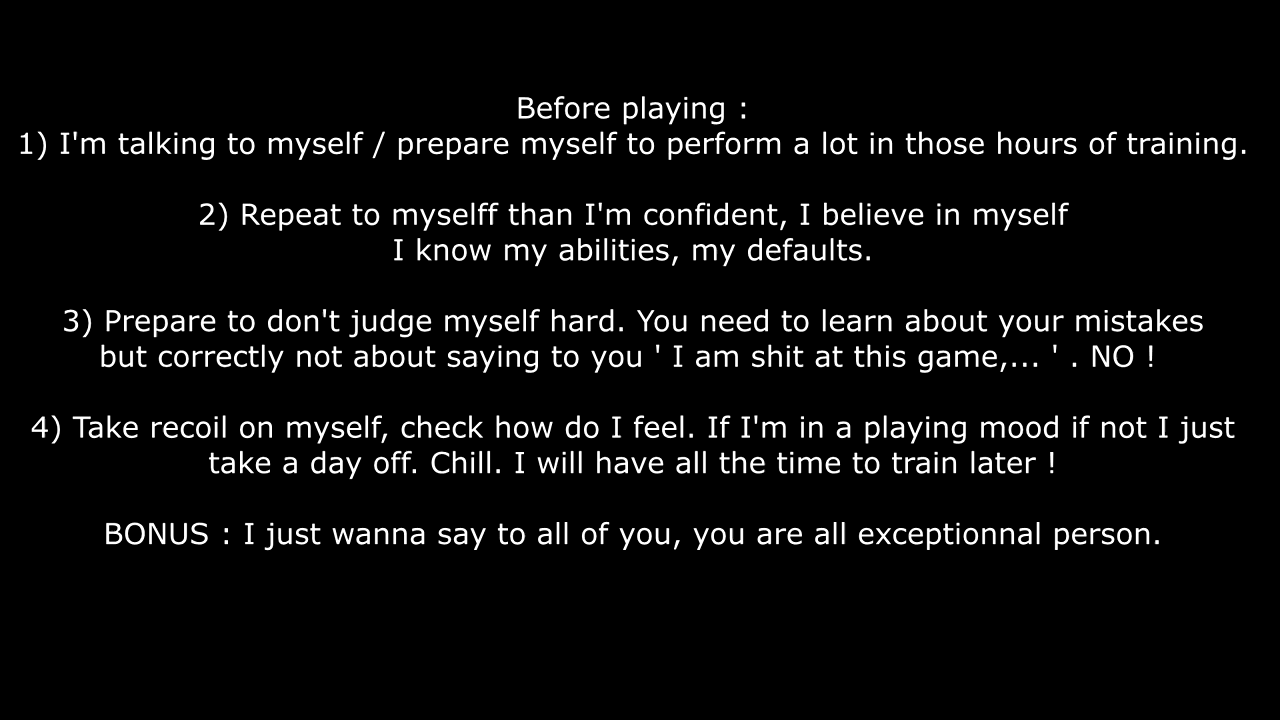 Before playing :
1) I'm talking to myself / prepare myself to perform a lot in those hours of training.
2) Repeat to myselff than I'm confident, I believe in myself
I know my abilities, my defaults.
3) Prepare to don't judge myself hard. You need to learn about your mistakes
but correctly not about saying to you ' I am shit at this game,... ' . NO !
4) Take recoil on myself, check how do I feel. If I'm in a playing mood if not I just
take a day off. Chill. I will have all the time to train later !
BONUS : I just wanna say to all of you, you are all exceptionnal person.